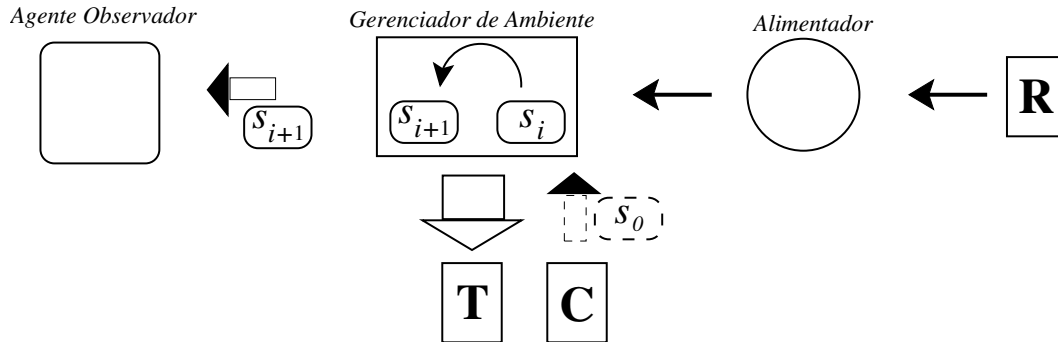 Agente Observador
Gerenciador de Ambiente
Alimentador
s_{i+1}
s_{i+1}
s_i
R
s_0
T
C